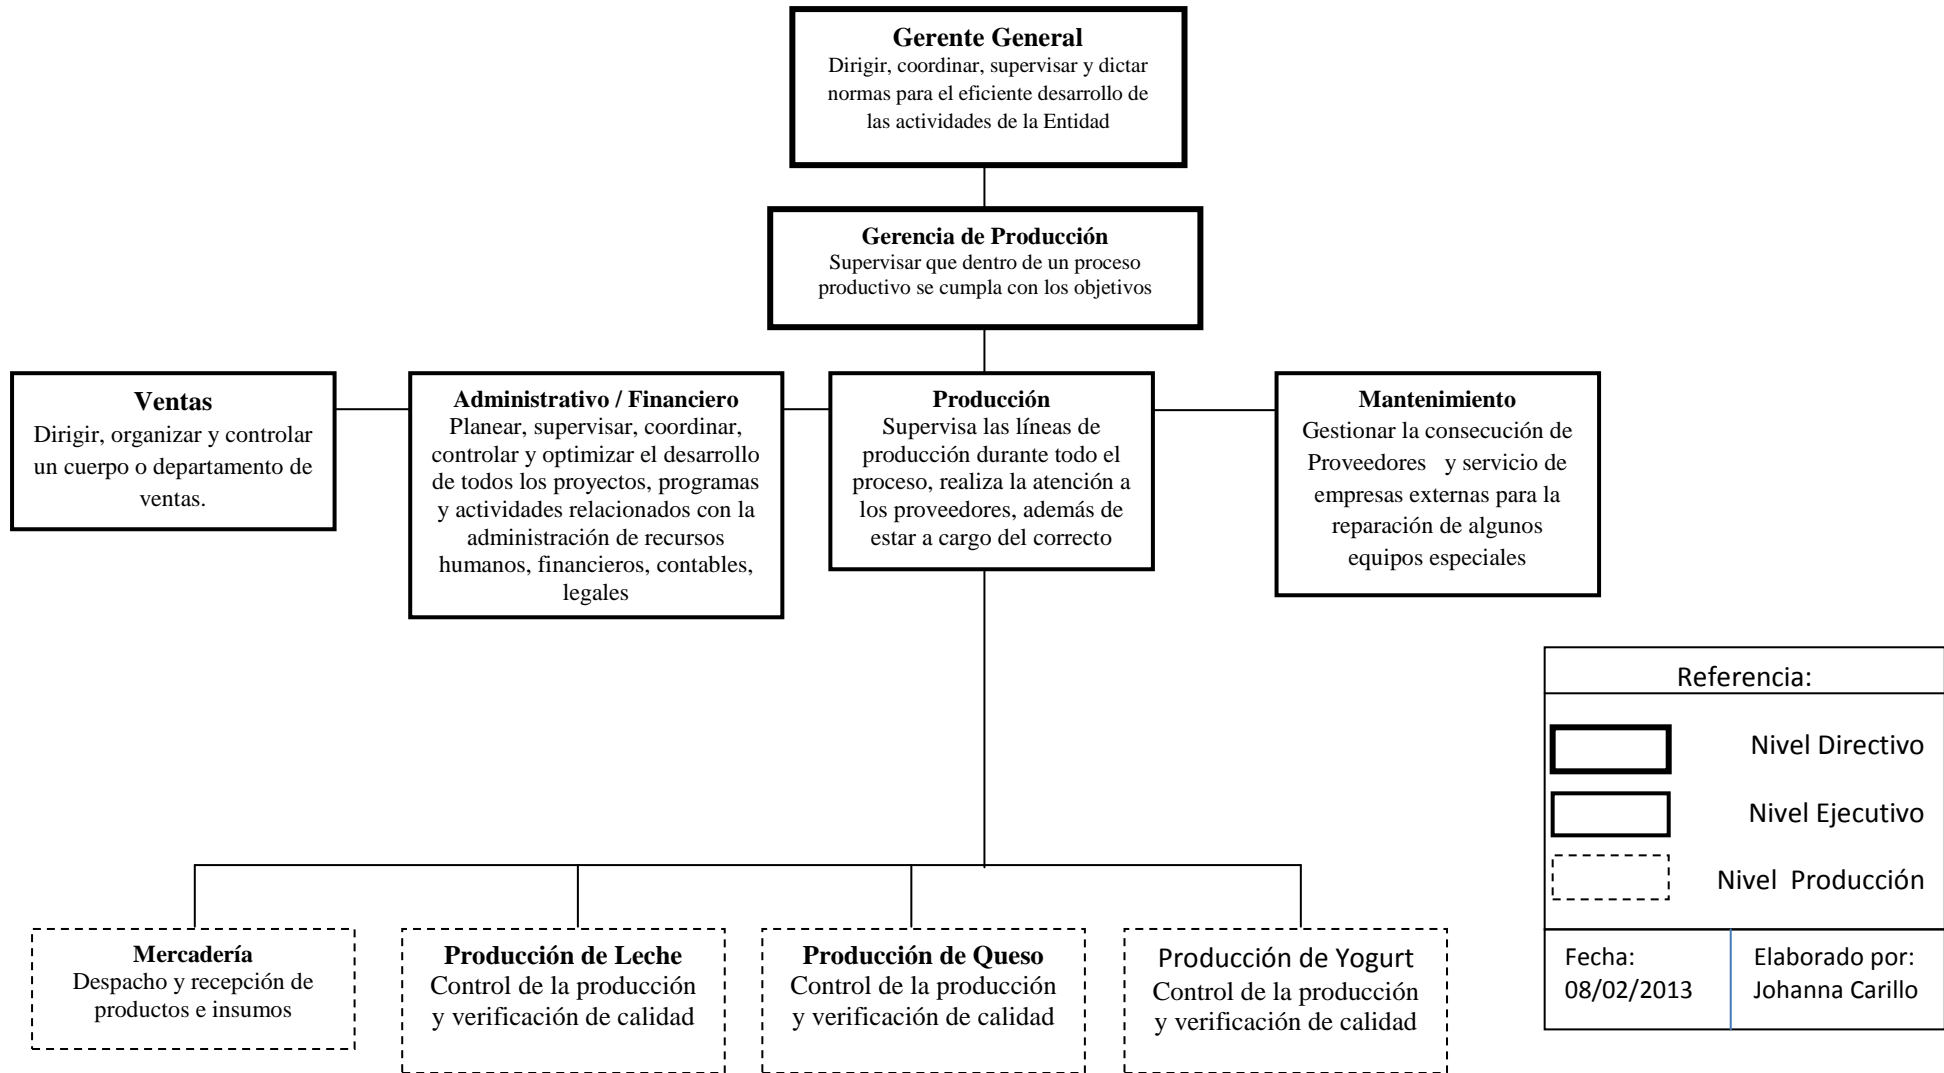 Gerente General
Dirigir, coordinar, supervisar y dictar
normas para el eficiente desarrollo de
las actividades de la Entidad
Gerencia de Producción
Supervisar que dentro de un proceso
productivo se cumpla con los objetivos
Ventas
Dirigir, organizar y controlar
un cuerpo o departamento de
ventas.
Administrativo / Financiero
Planear, supervisar, coordinar,
controlar y optimizar el desarrollo
de todos los proyectos, programas
y actividades relacionados con la
administración de recursos
humanos, financieros, contables,
legales
Producción
Supervisa las líneas de
producción durante todo el
proceso, realiza la atención a
los proveedores, además de
estar a cargo del correcto
Mantenimiento
Gestionar la consecución de
Proveedores y servicio de
empresas externas para la
reparación de algunos
equipos especiales
Mercadería
Despacho y recepción de
productos e insumos
Producción de Leche
Control de la producción
y verificación de calidad
Producción de Queso
Control de la producción
y verificación de calidad
Producción de Yogurt
Control de la producción
y verificación de calidad
Referencia:
Nivel Directivo
Nivel Ejecutivo
Nivel Producción
Fecha:
08/02/2013
Elaborado por:
Johanna Carillo